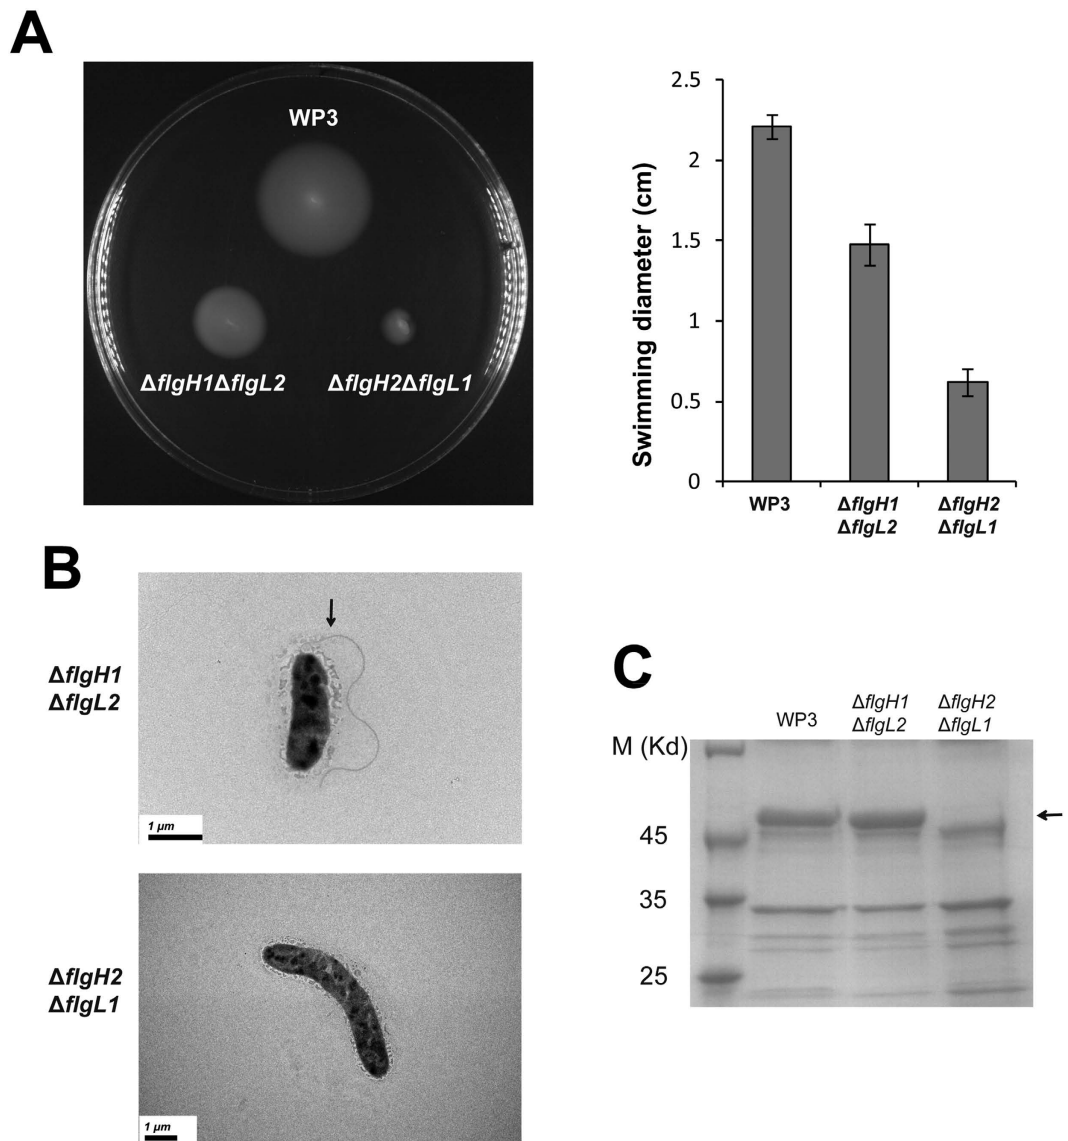 A
WP3
ΔflgH1ΔflgL2
ΔflgH2ΔflgL1
Swimming diameter (cm)
2.5
2
1.5
1
0.5
0
WP3
ΔflgH1
ΔflgL2
ΔflgH2
ΔflgL1
B
ΔflgH1
ΔflgL2
1 μm
ΔflgH2
ΔflgL1
1 μm
C
WP3
ΔflgH1
ΔflgL2
ΔflgH2
ΔflgL1
M (Kd)
45
35
25